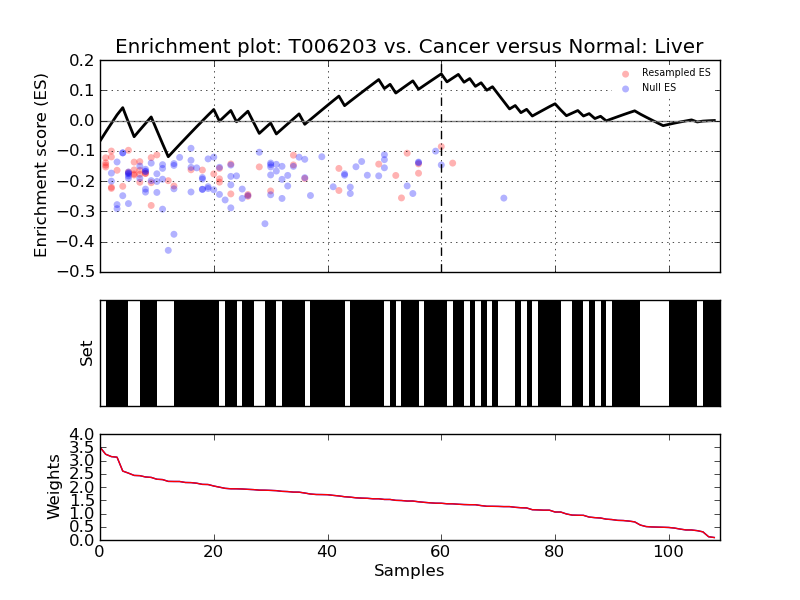 Enrichment plot: T006203 vs. Cancer versus Normal: Liver
Enrichment score (ES)
0.2
0.1
0.0
−0.1
−0.2
−0.3
−0.4
−0.5
Resampled ES
Null ES
Set
Weights
4.0
3.5
3.0
2.5
2.0
1.5
1.0
0.5
0.0
0 20 40 60 80 100
Samples